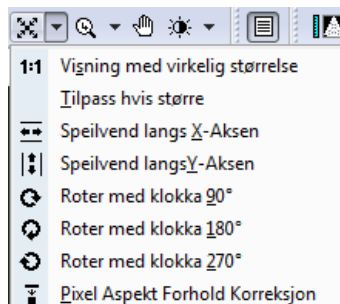 1:1 Visning med virkelig størrelse
Tilpass hvis større
Speilvend langs X-Aksen
Speilvend langsY-Aksen
Roter med klokka 90°
Roter med klokka 180°
Roter med klokka 270°
Pixel Aspekt Forhold Korreksjon